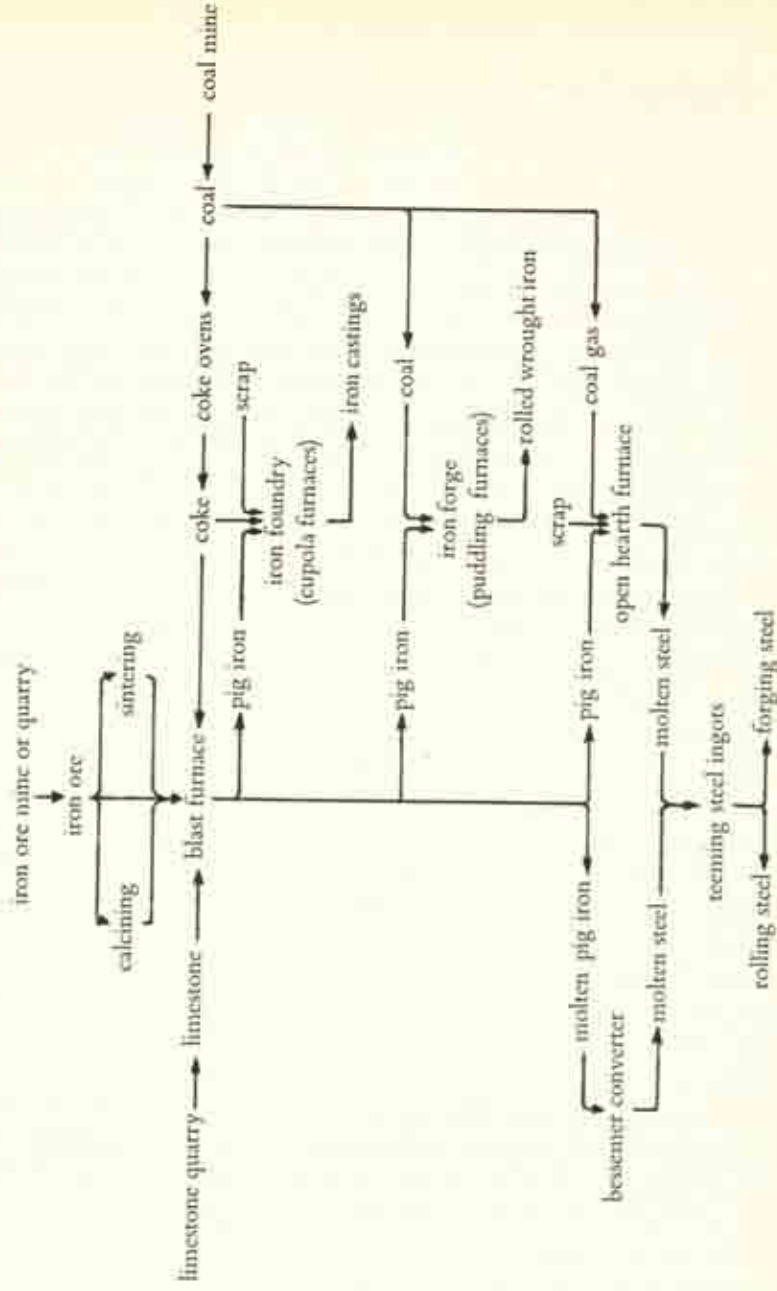 iron ore mine or quarry
iron ore
calcining
sintering
limestone quarry
limestone
blast furnace
coke
coke ovens
coal
coal mine
pig iron
scrap
iron foundry
(cupola furnaces)
iron castings
pig iron
coal
iron forge
(puddling furnaces)
rolled wrought iron
molten pig iron
pig iron
scrap
coal gas
bessemer converter
open hearth furnace
molten steel
molten steel
teeming steel ingots
rolling steel
forging steel